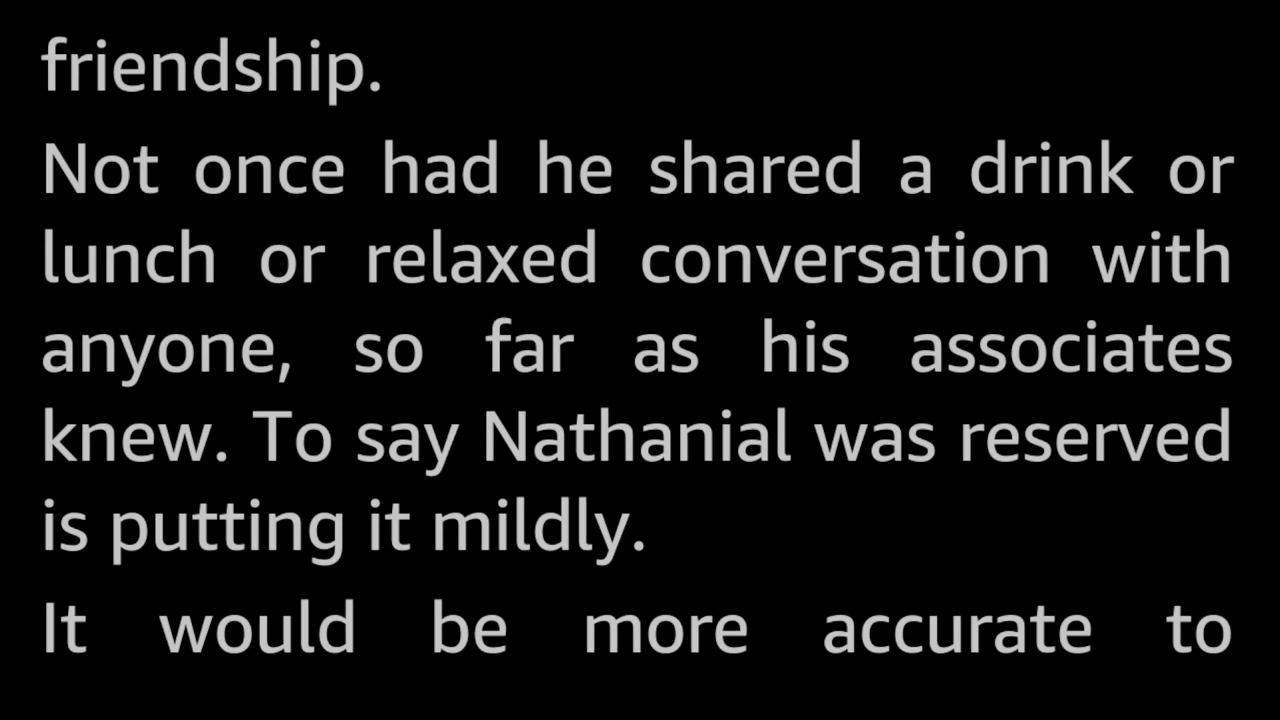 friendship.
Not once had he shared a drink or
lunch or relaxed conversation with
anyone, so far as his associates
knew. To say Nathanial was reserved
is putting it mildly.
It would be more accurate to